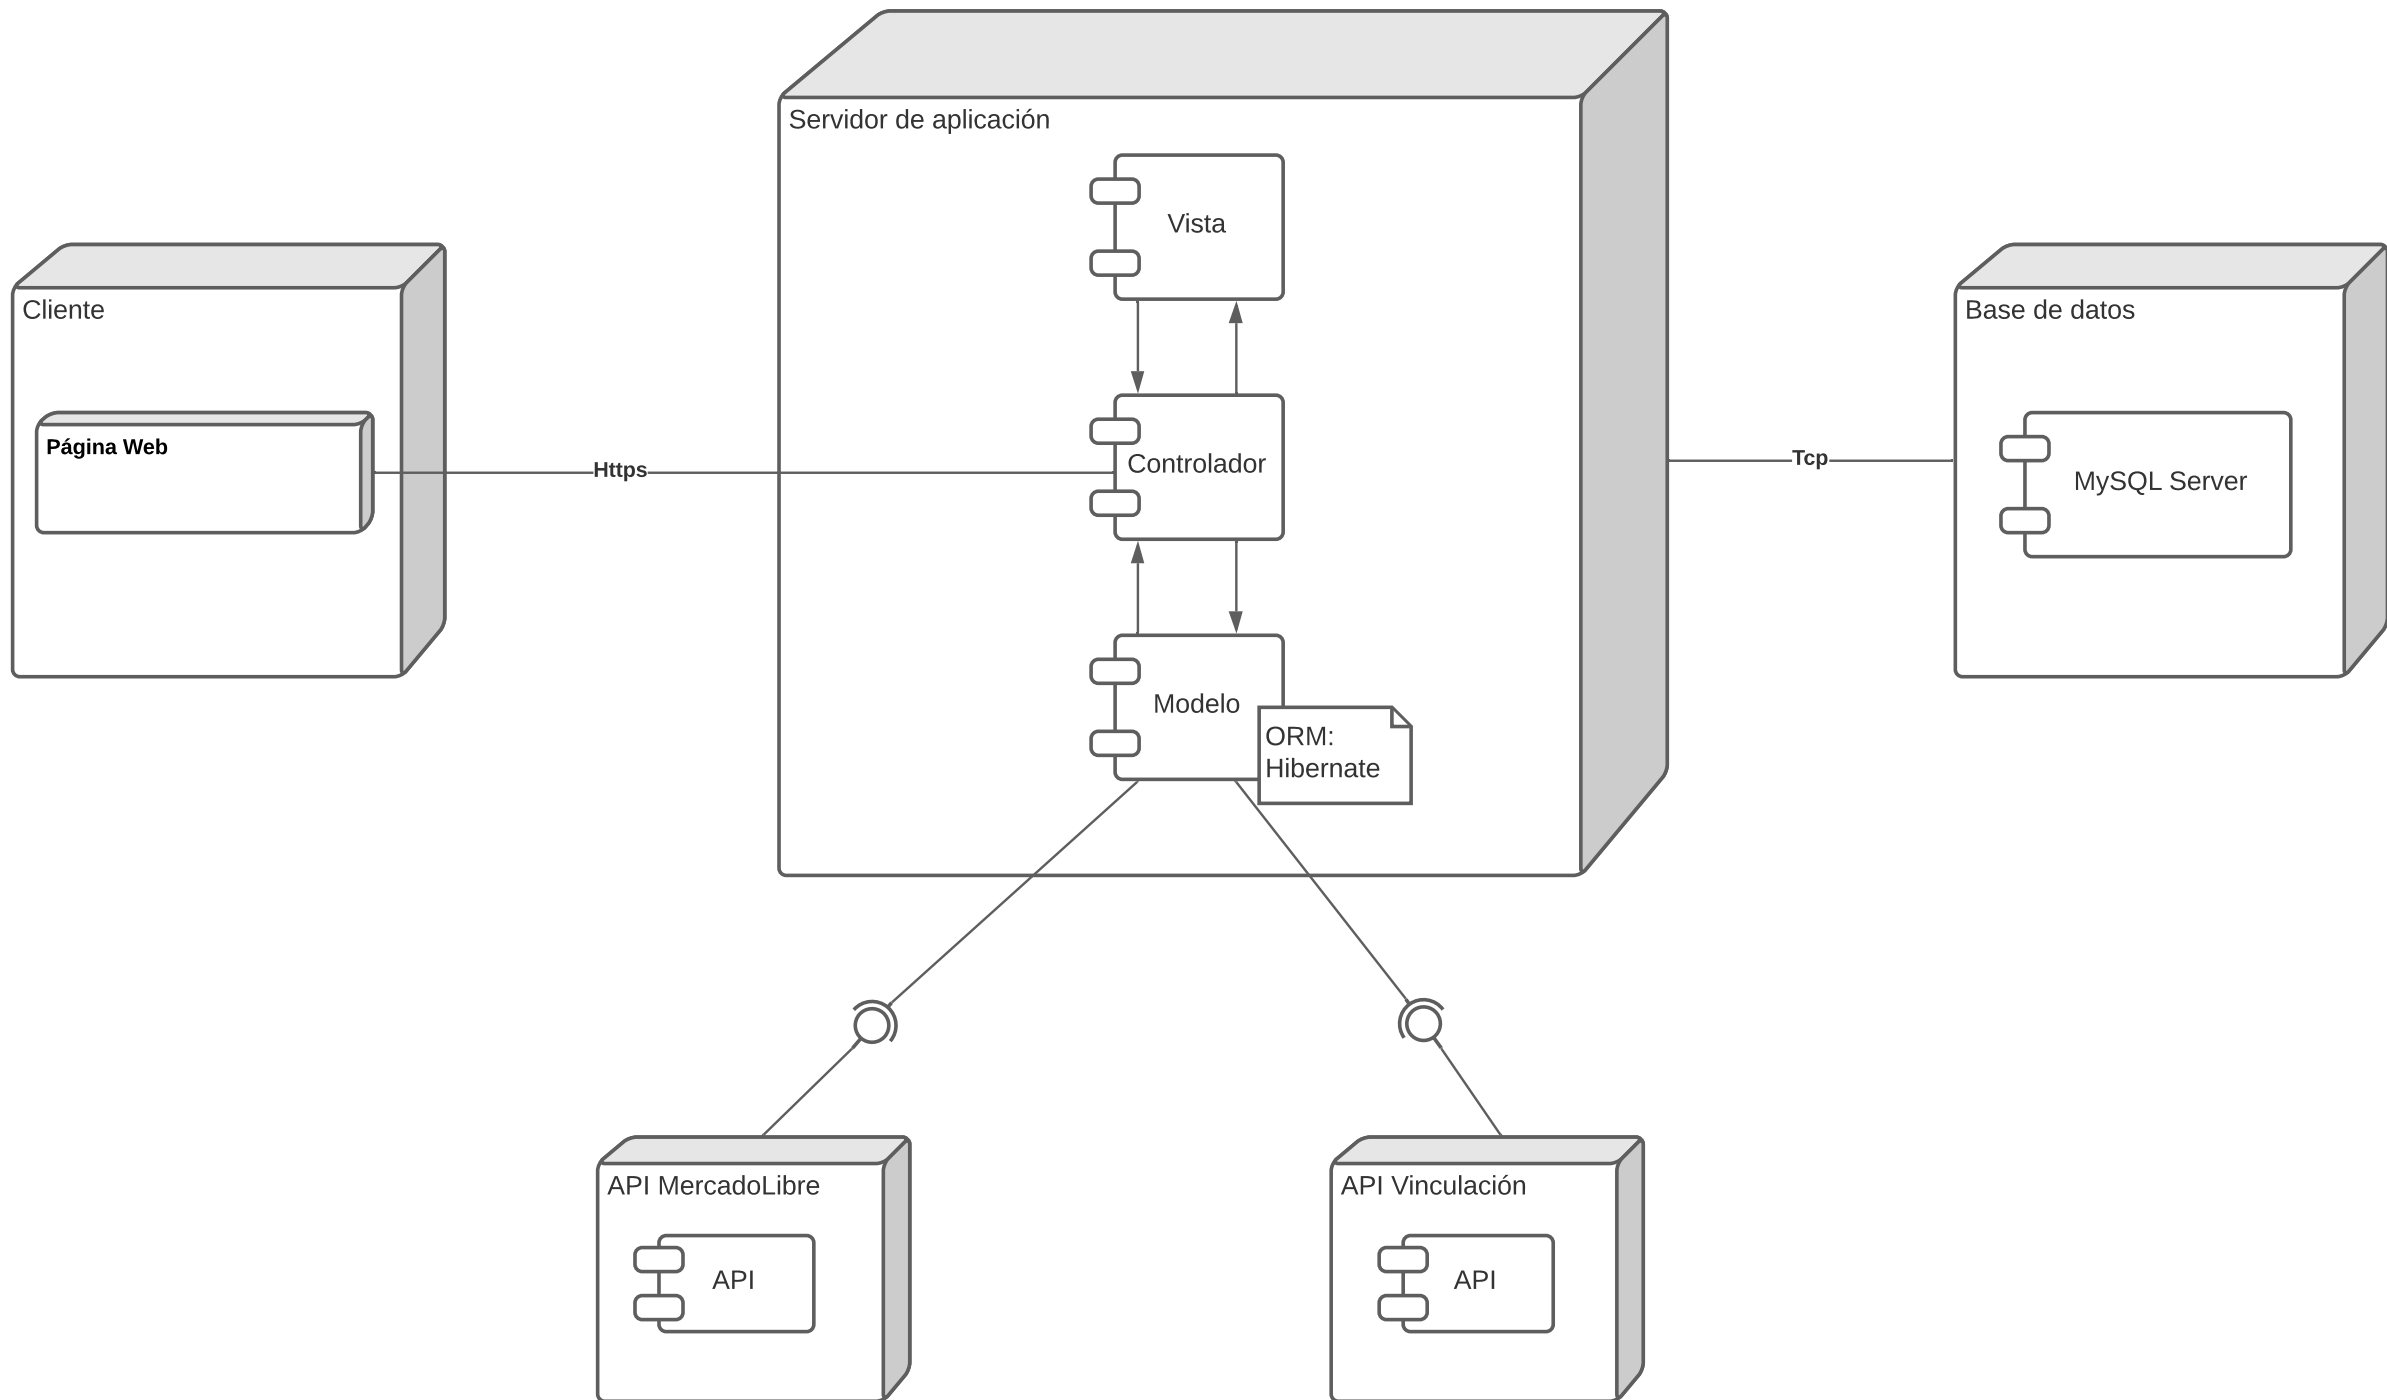 Servidor de aplicación
Vista
Cliente
Base de datos
Página Web
Https
Controlador
Tcp
MySQL Server
Modelo
ORM:
Hibernate
API MercadoLibre
API Vinculación
API
API